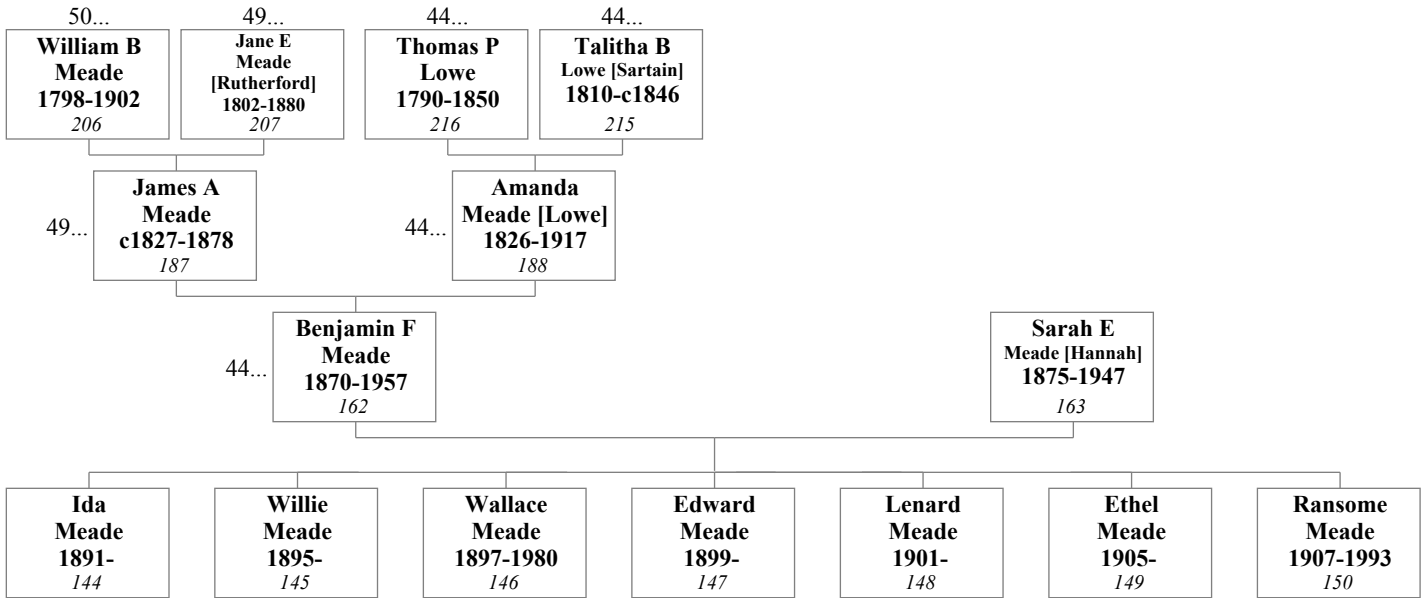 50...
49...
44...
44...
William B
Meade
1798-1902
206
Jane E
Meade
[Rutherford]
1802-1880
207
Thomas P
Lowe
1790-1850
216
Talitha B
Lowe [Sartain]
1810-c1846
215
49...
James A
Meade
c1827-1878
187
44...
Amanda
Meade [Lowe]
1826-1917
188
44...
Benjamin F
Meade
1870-1957
162
Sarah E
Meade [Hannah]
1875-1947
163
Ida
Meade
1891-
144
Willie
Meade
1895-
145
Wallace
Meade
1897-1980
146
Edward
Meade
1899-
147
Lenard
Meade
1901-
148
Ethel
Meade
1905-
149
Ransome
Meade
1907-1993
150